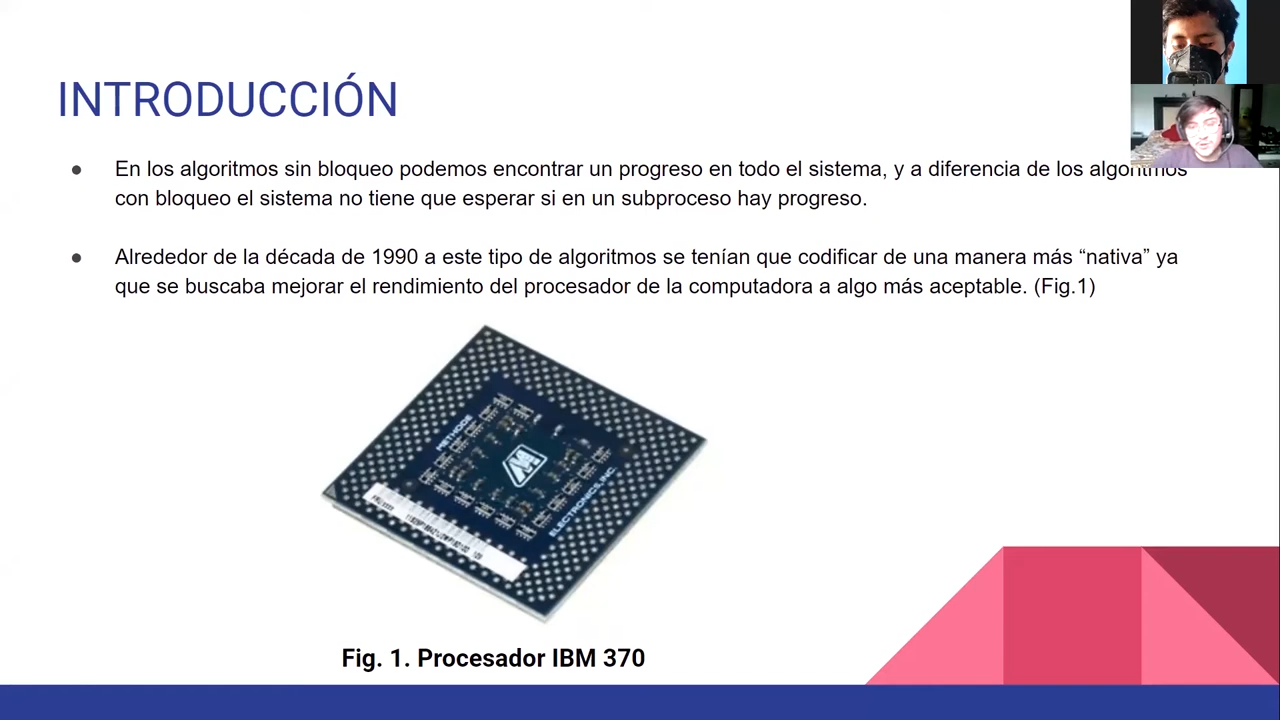 INTRODUCCIÓN
● En los algoritmos sin bloqueo podemos encontrar un progreso en todo el sistema, y a diferencia de los algoritmos
con bloqueo el sistema no tiene que esperar si en un subproceso hay progreso.
● Alrededor de la década de 1990 a este tipo de algoritmos se tenían que codificar de una manera más “nativa” ya
que se buscaba mejorar el rendimiento del procesador de la computadora a algo más aceptable. (Fig.1)
METHODE
ELECTRONICS, INC.
Fig. 1. Procesador IBM 370